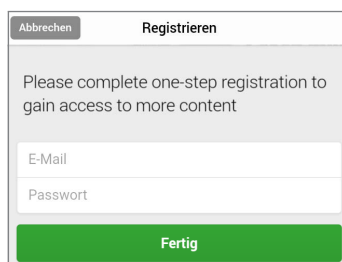 Abbrechen Registrieren
Please complete one-step registration to
gain access to more content
E-Mail
Passwort
Fertig